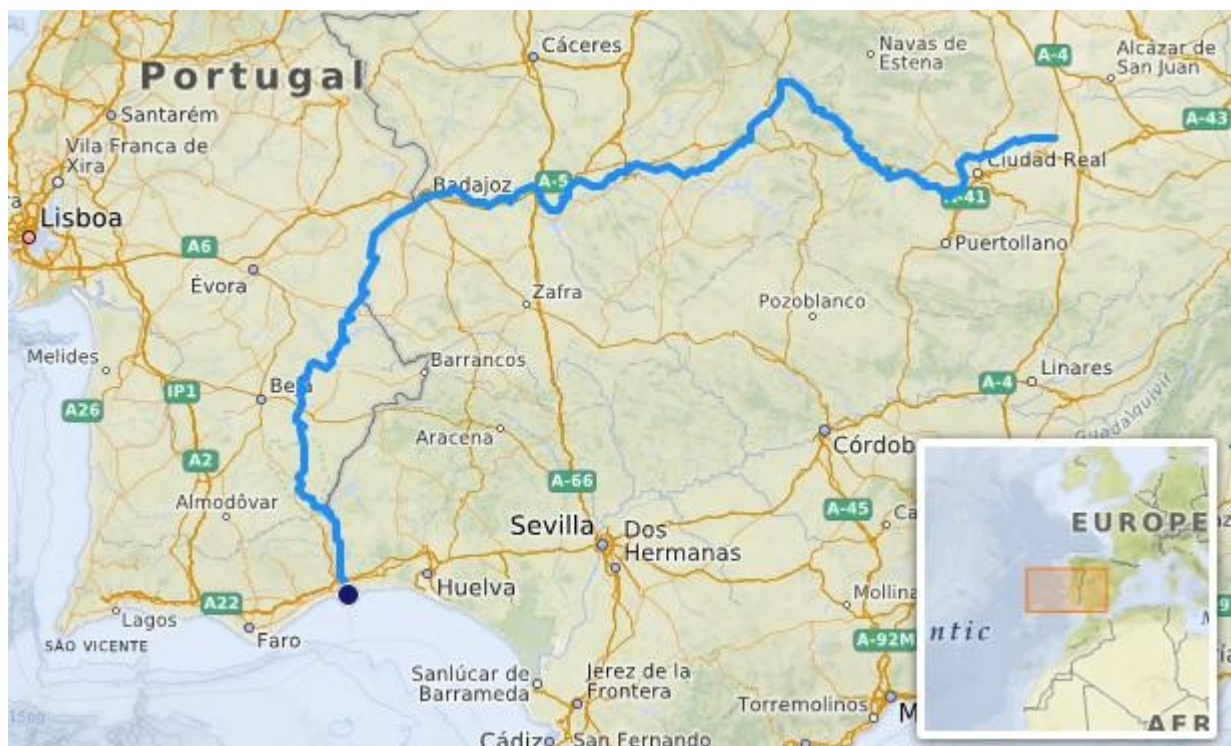 Cáceres
Navas de
Estena
A-4
Alcázar de
San Juan
Portugal
Santarém
A-43
Vila Franca de
Xira
Ciudad Real
Badajoz
A-5
A-41
Lisboa
A6
Puertollano
Évora
Zafra
Pozoblanco
Melides
Barrancos
Linares
IP1
Beja
A-4
A26
Guadalquivir
Aracena
Córdob
A2
A-66
EUROPE
Almodôvar
A-45
Ca
Sevilla
Dos
Hermanas
Huelva
Mollina
A22
Lagos
Faro
ntic
A-92M
SÃO VICENTE
Sanlúcar de
Barrameda
Jerez de la
Frontera
Torremolinos
M
AFR
Cádiz
San Fernando